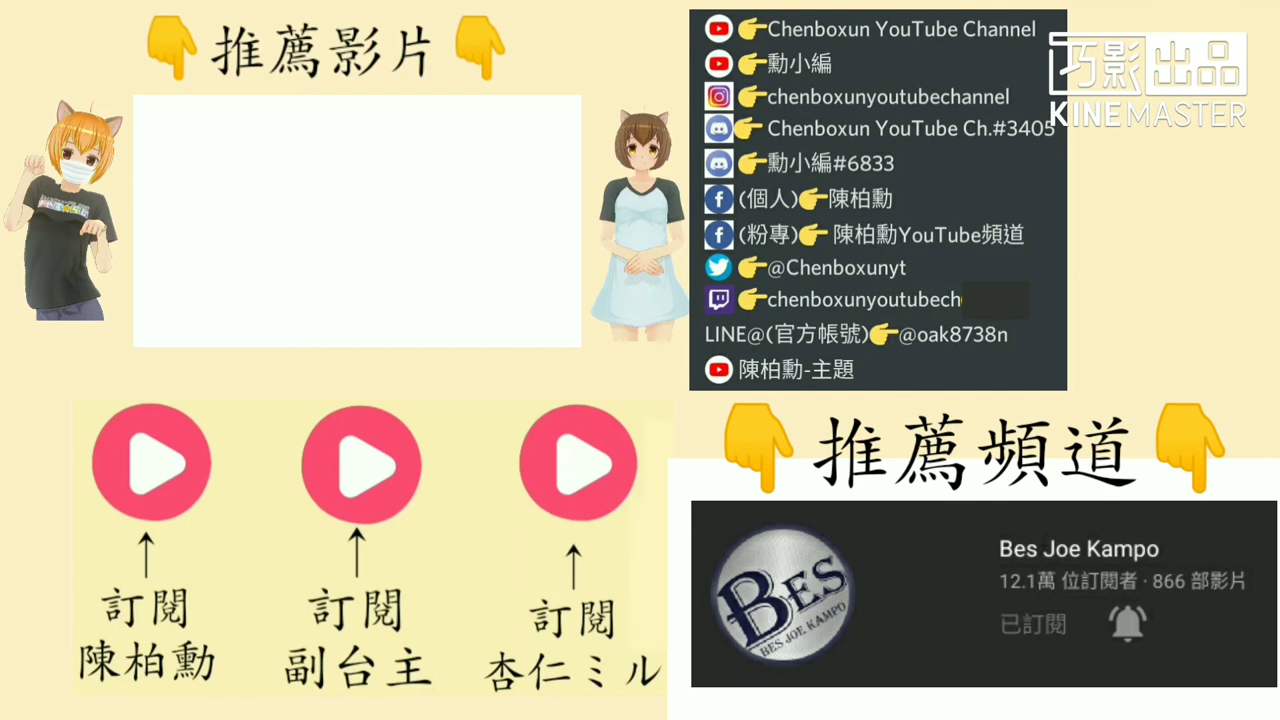 👇推薦影片👇
👉Chenboxun YouTube Channel
👉勳小編
👉chenboxunyoutubechannel
👉 Chenboxun YouTube Ch.#3405
👉勳小編#6833
(個人)👉陳柏勳
(粉專)👉 陳柏勳YouTube頻道
👉@Chenboxunyt
👉chenboxunyoutubech
LINE@(官方帳號)👉@oak8738n
陳柏勳-主題
巧影出品
KINEMASTER
訂閱
陳柏勳
訂閱
副台主
訂閱
杏仁ミル
👇推薦頻道👇
BES
BES JOE KAMPO
Bes Joe Kampo
12.1萬 位訂閱者 · 866 部影片
已訂閱